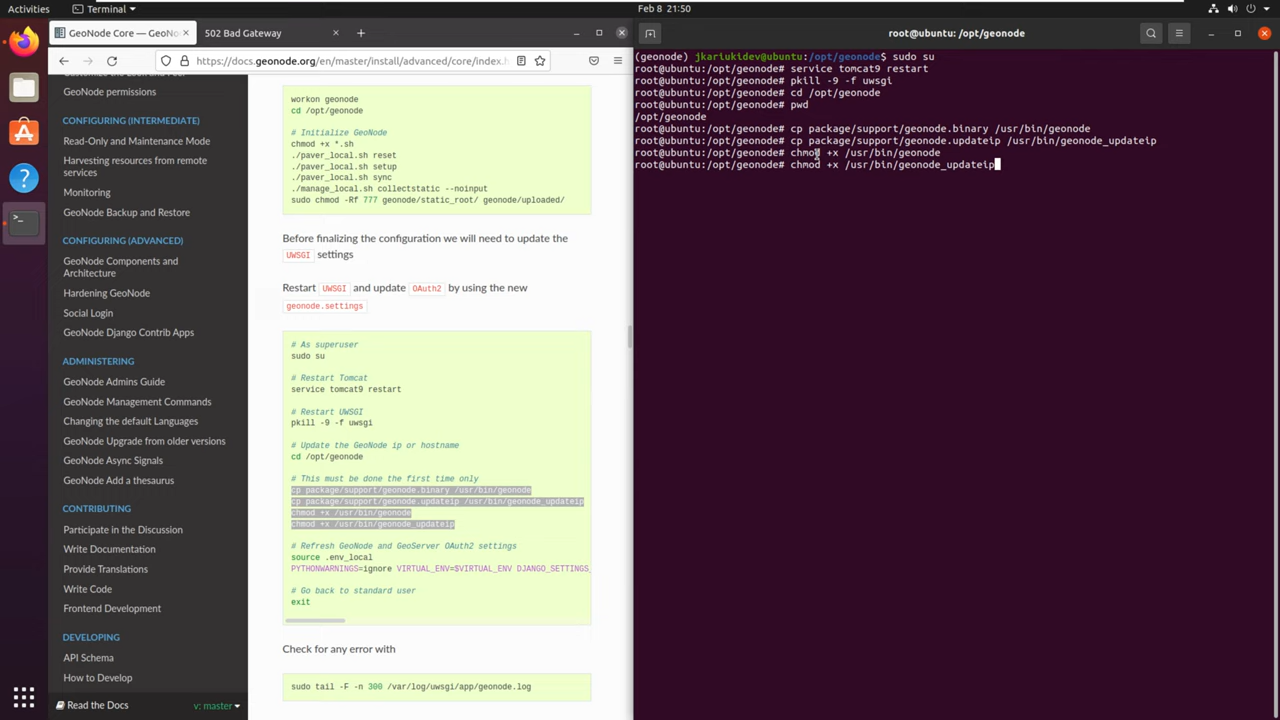 Activities
Terminal
Feb 8 21:50
GeoNode Core — GeoNo
502 Bad Gateway
https://docs.geonode.org/en/master/install/advanced/core/index.h
GeoNode permissions
CONFIGURING (INTERMEDIATE)
Read-Only and Maintenance Mode
Harvesting resources from remote
services
Monitoring
GeoNode Backup and Restore
CONFIGURING (ADVANCED)
GeoNode Components and
Architecture
Hardening GeoNode
Social Login
GeoNode Django Contrib Apps
ADMINISTERING
GeoNode Admins Guide
GeoNode Management Commands
Changing the default Languages
GeoNode Upgrade from older versions
GeoNode Async Signals
GeoNode Add a thesaurus
CONTRIBUTING
Participate in the Discussion
Write Documentation
Provide Translations
Write Code
Frontend Development
DEVELOPING
API Schema
How to Develop
Read the Docs
v: master
workon geonode
cd /opt/geonode
# Initialize GeoNode
chmod +x *.sh
./paver_local.sh reset
./paver_local.sh setup
./paver_local.sh sync
./manage_local.sh collectstatic --noinput
sudo chmod -Rf 777 geonode/static_root/ geonode/uploaded/
Before finalizing the configuration we will need to update the
UWSGI settings
Restart UWSGI and update OAuth2 by using the new
geonode.settings
# As superuser
sudo su
# Restart Tomcat
service tomcat9 restart
# Restart UWSGI
pkill -9 -f uwsgi
# Update the GeoNode ip or hostname
cd /opt/geonode
# This must be done the first time only
cp package/support/geonode.binary /usr/bin/geonode
cp package/support/geonode.updateip /usr/bin/geonode_updateip
chmod +x /usr/bin/geonode
chmod +x /usr/bin/geonode_updateip
# Refresh GeoNode and GeoServer OAuth2 settings
source .env_local
PYTHONWARNINGS=ignore VIRTUAL_ENV=$VIRTUAL_ENV DJANGO_SETTINGS_
# Go back to standard user
exit
Check for any error with
sudo tail -F -n 300 /var/log/uwsgi/app/geonode.log
root@ubuntu: /opt/geonode
(geonode) jkariukidev@ubuntu:/opt/geonode$ sudo su
root@ubuntu:/opt/geonode# service tomcat9 restart
root@ubuntu:/opt/geonode# pkill -9 -f uwsgi
root@ubuntu:/opt/geonode# cd /opt/geonode
root@ubuntu:/opt/geonode# pwd
/opt/geonode
root@ubuntu:/opt/geonode# cp package/support/geonode.binary /usr/bin/geonode
root@ubuntu:/opt/geonode# cp package/support/geonode.updateip /usr/bin/geonode_updateip
root@ubuntu:/opt/geonode# chmod +x /usr/bin/geonode
root@ubuntu:/opt/geonode# chmod +x /usr/bin/geonode_updateip